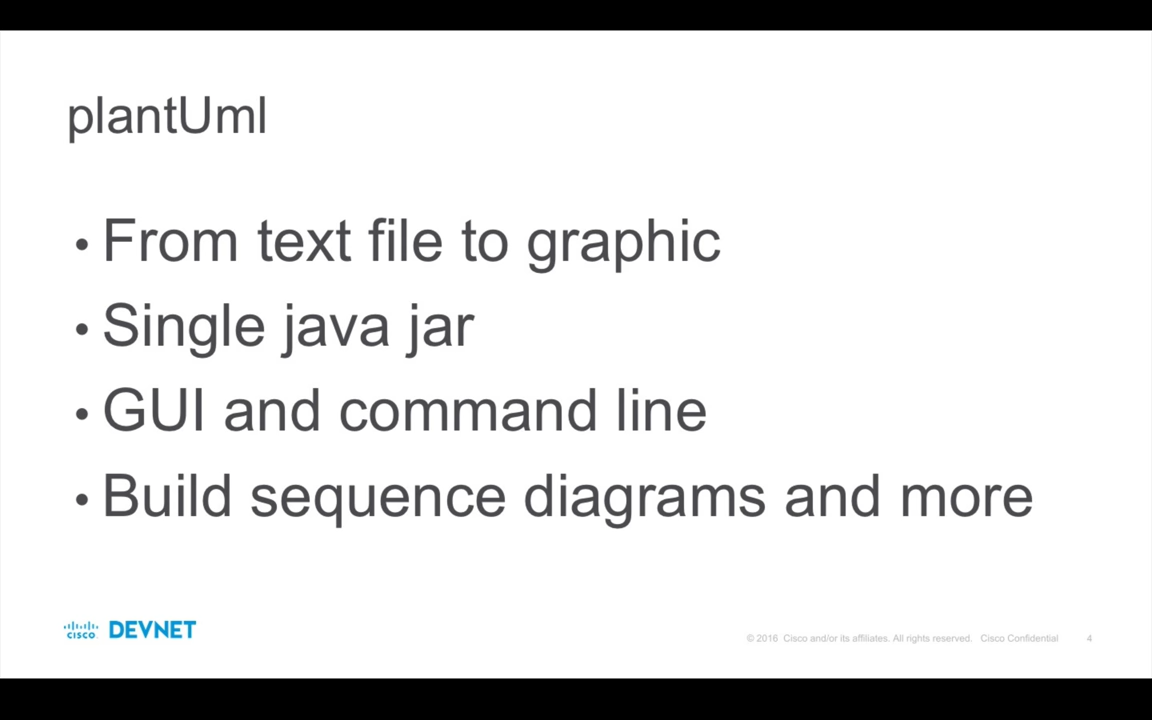 plantUml
• From text file to graphic
• Single java jar
• GUI and command line
• Build sequence diagrams and more
CISCO DEVNET
© 2016 Cisco and/or its affiliates. All rights reserved. Cisco Confidential 4